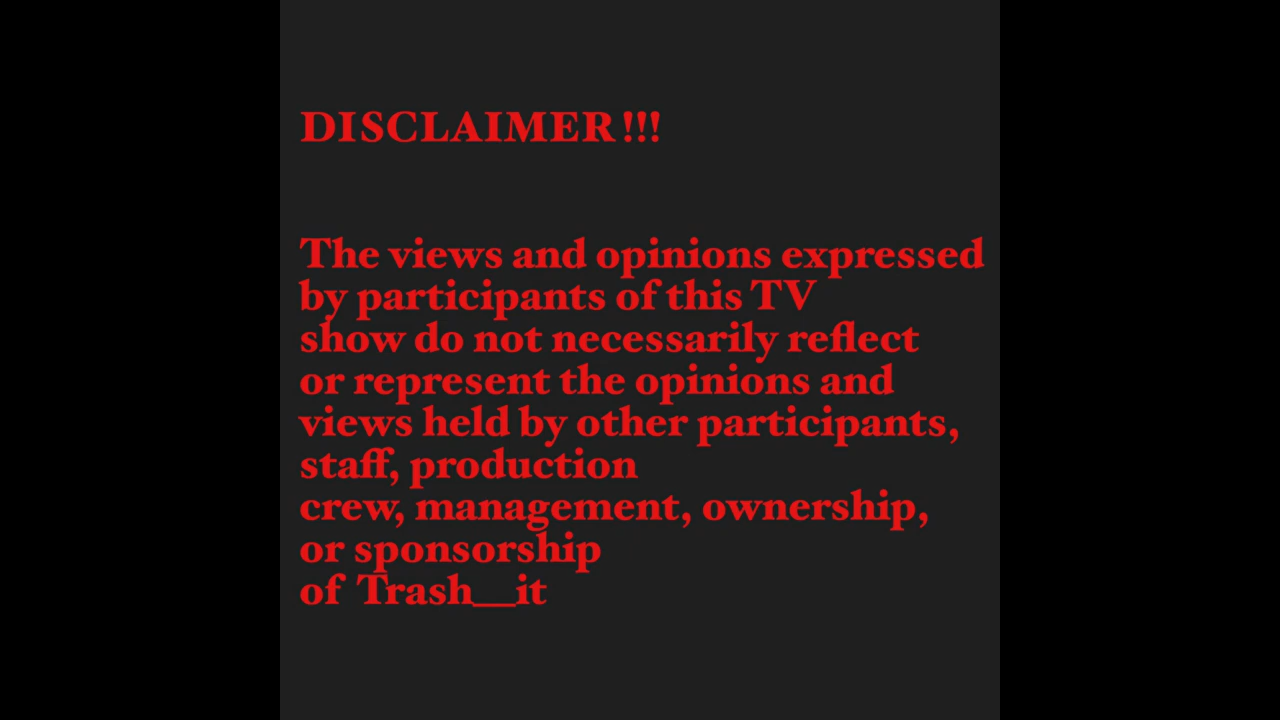 DISCLAIMER !!!
The views and opinions expressed
by participants of this TV
show do not necessarily reflect
or represent the opinions and
views held by other participants,
staff, production
crew, management, ownership,
or sponsorship
of Trash__it